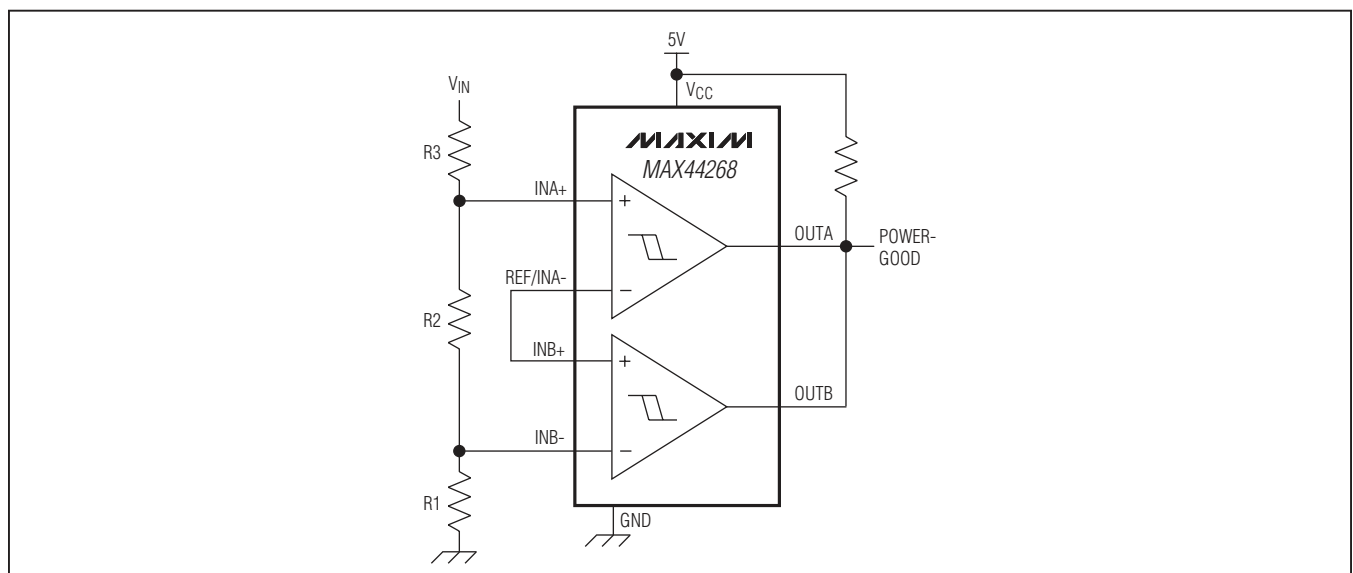 5V
VCC
VIN
R3
MAXIM
MAX44268
INA+
+
OUTA
POWER-
GOOD
REF/INA-
−
R2
INB+
+
OUTB
INB-
−
R1
GND